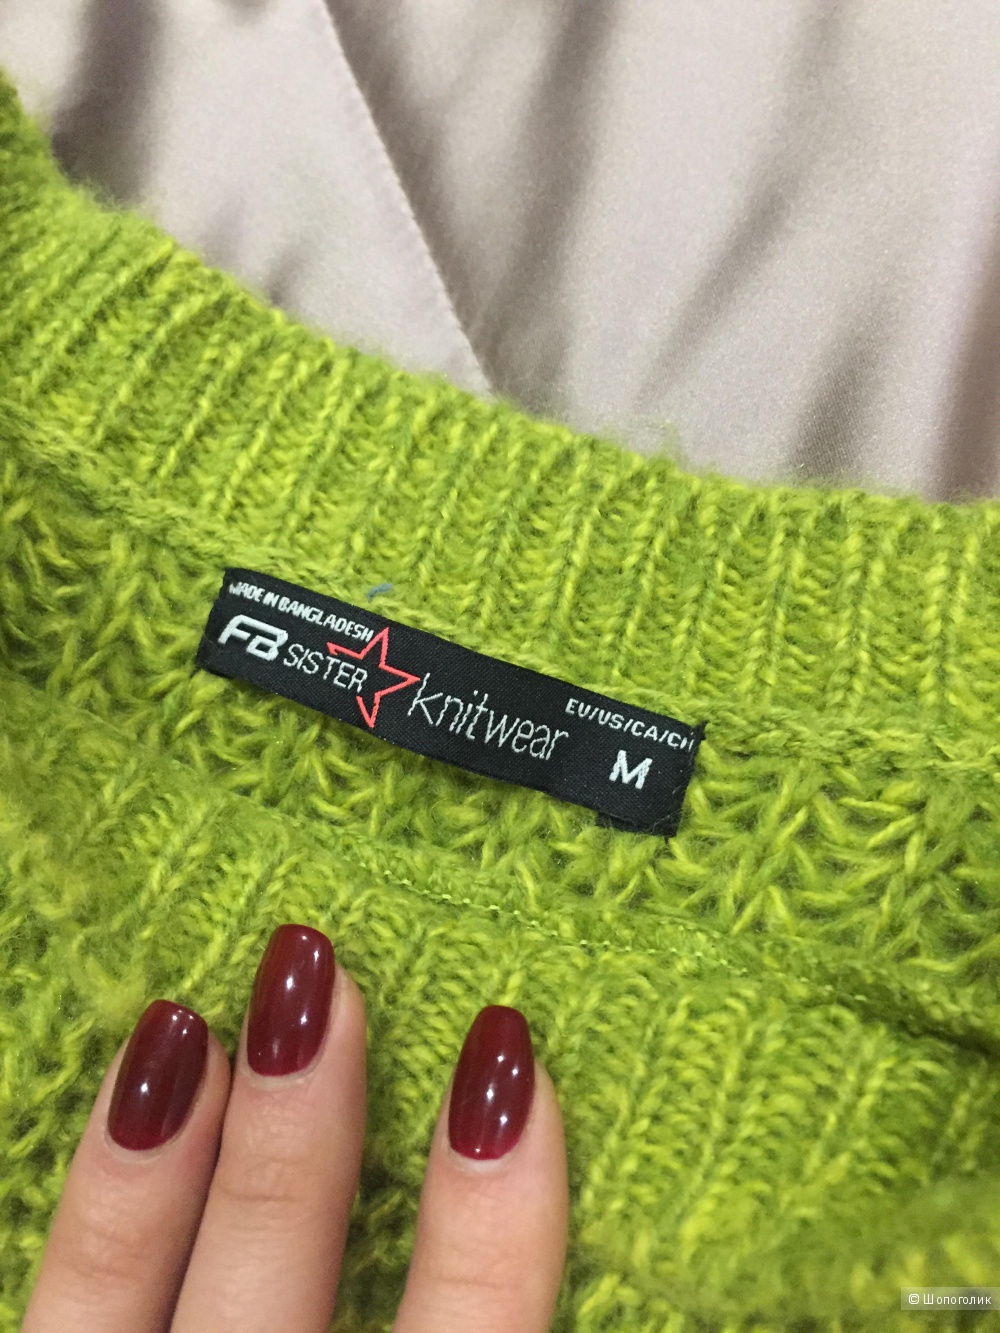 MADE IN BANGLADESH
FB SISTER knitwear
EU/US/CA/CH
M
© Шопоголик